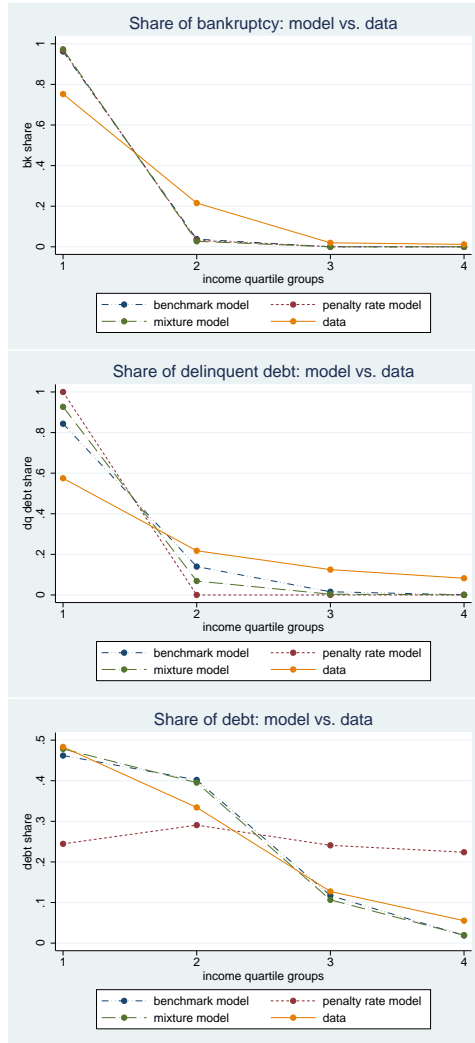 Share of bankruptcy: model vs. data
bk share
1
.8
.6
.4
.2
0
1 2 3 4
income quartile groups
benchmark model penalty rate model
mixture model data
Share of delinquent debt: model vs. data
dq debt share
1
.8
.6
.4
.2
0
1 2 3 4
income quartile groups
benchmark model penalty rate model
mixture model data
Share of debt: model vs. data
debt share
.5
.4
.3
.2
.1
0
1 2 3 4
income quartile groups
benchmark model penalty rate model
mixture model data